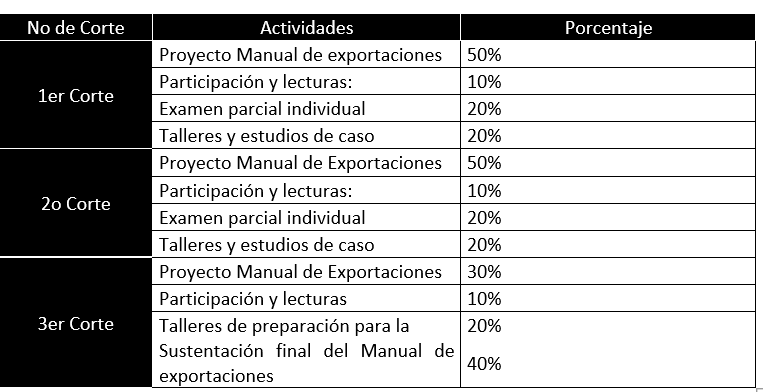 No de Corte Actividades Porcentaje
1er Corte
Proyecto Manual de exportaciones 50%
Participación y lecturas: 10%
Examen parcial individual 20%
Talleres y estudios de caso 20%
2o Corte
Proyecto Manual de Exportaciones 50%
Participación y lecturas: 10%
Examen parcial individual 20%
Talleres y estudios de caso 20%
3er Corte
Proyecto Manual de Exportaciones 30%
Participación y lecturas 10%
Talleres de preparación para la 20%
Sustentación final del Manual de
exportaciones 40%